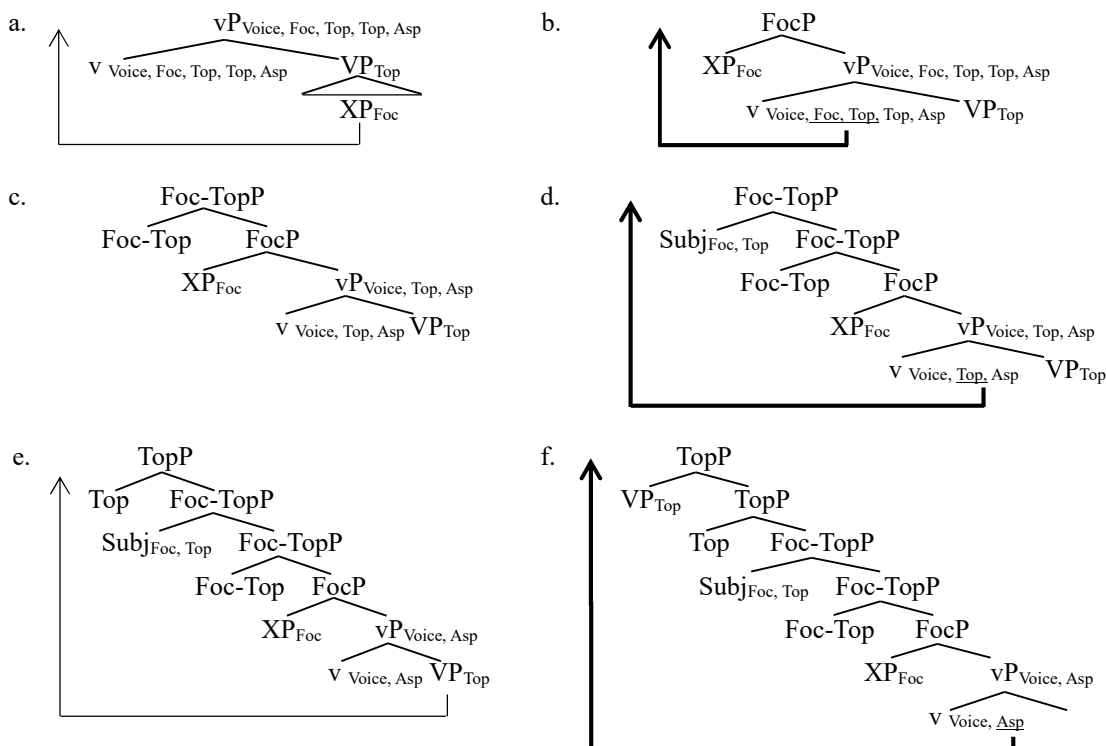 a.
vP Voice, Foc, Top, Top, Asp
v Voice, Foc, Top, Top, Asp VP Top
XP Foc
b.
FocP
XP Foc vP Voice, Foc, Top, Top, Asp
v Voice, Foc, Top, Top, Asp VP Top
c.
Foc-TopP
Foc-Top FocP
XP Foc vP Voice, Top, Asp
v Voice, Top, Asp VP Top
d.
Foc-TopP
Subj Foc, Top Foc-TopP
Foc-Top FocP
XP Foc vP Voice, Top, Asp
v Voice, Top, Asp VP Top
e.
TopP
Top Foc-TopP
Subj Foc, Top Foc-TopP
Foc-Top FocP
XP Foc vP Voice, Asp
v Voice, Asp VP Top
f.
TopP
VP Top TopP
Top Foc-TopP
Subj Foc, Top Foc-TopP
Foc-Top FocP
XP Foc vP Voice, Asp
v Voice, Asp